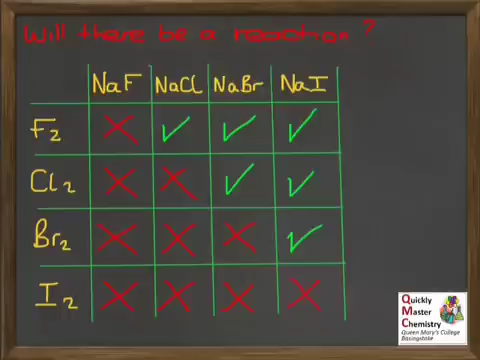 Will there be a reaction?
NaF NaCl NaBr NaI
F2 ✗ ✓ ✓ ✓
Cl2 ✗ ✗ ✓ ✓
Br2 ✗ ✗ ✗ ✓
I2 ✗ ✗ ✗ ✗
Quickly
Master
Chemistry
Queen Mary's College
Basingstoke